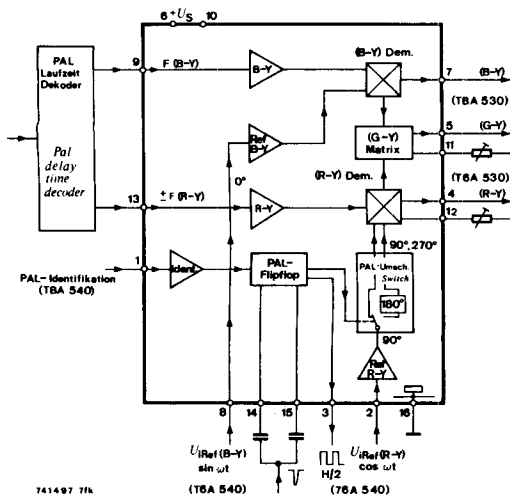 6 +U_S 10
PAL
Laufzeit
Dekoder
Pal
delay
time
decoder
9
F (B-Y)
B-Y
(B-Y) Dem.
7
(B-Y)
(TBA 530)
Ref
B-Y
(G-Y)
Matrix
5
(G-Y)
11
0°
(R-Y) Dem.
(T6A 530)
13
± F(R-Y)
R-Y
4
(R-Y)
12
90°, 270°
PAL-Identifikation
(TBA 540)
1
Ident.
PAL-
Flipflop
PAL-Umsch.
Switch
180°
90°
Ref
R-Y
8
14
15
3
2
16
U_iRef(B-Y)
sin ωt
H/2
U_iRef(R-Y)
cos ωt
741497 7fk
(T6A 540)
(76A 540)